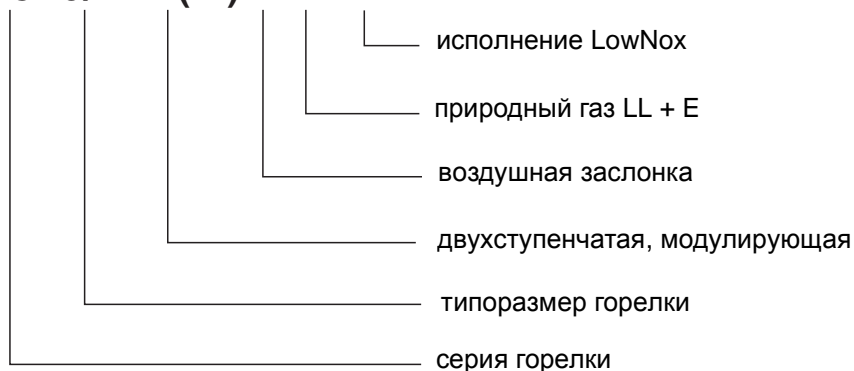 исполнение LowNox
природный газ LL + E
воздушная заслонка
двухступенчатая, модулирующая
типоразмер горелки
серия горелки